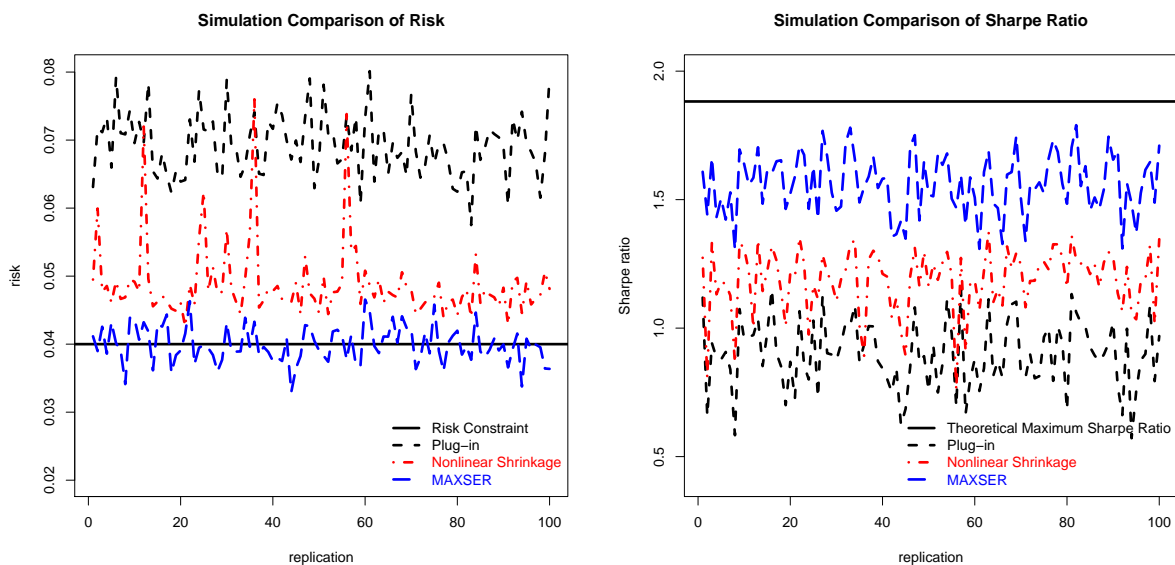 Simulation Comparison of Risk
risk
0.08
0.07
0.06
0.05
0.04
0.03
0.02
0
20
40
60
80
100
replication
Risk Constraint
Plug−in
Nonlinear Shrinkage
MAXSER
Simulation Comparison of Sharpe Ratio
Sharpe ratio
2.0
1.5
1.0
0.5
0
20
40
60
80
100
replication
Theoretical Maximum Sharpe Ratio
Plug−in
Nonlinear Shrinkage
MAXSER